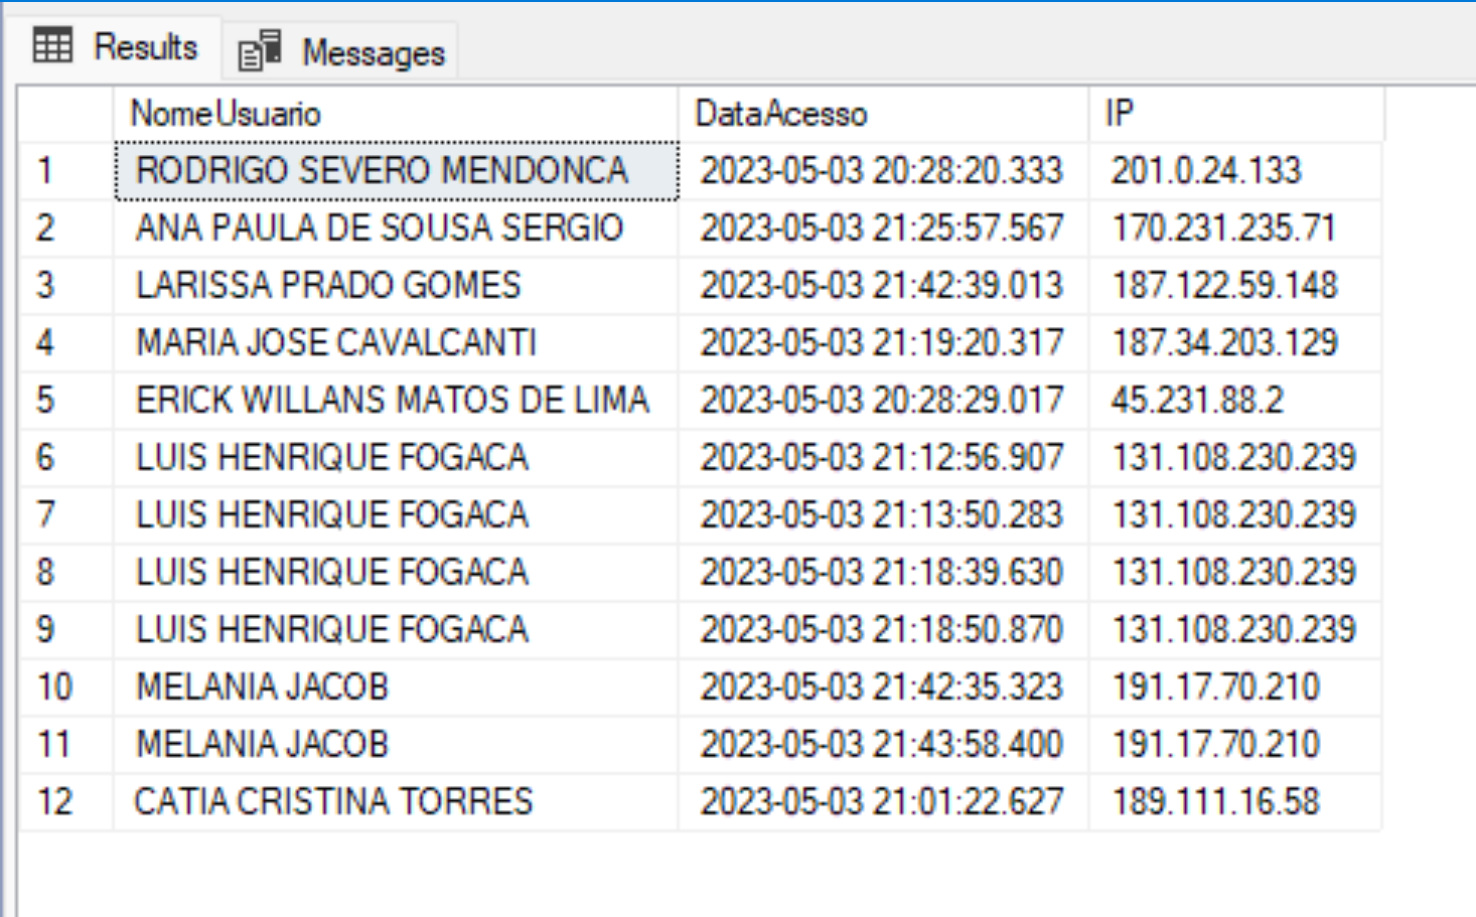 Results Messages
NomeUsuario DataAcesso IP
1 RODRIGO SEVERO MENDONCA 2023-05-03 20:28:20.333 201.0.24.133
2 ANA PAULA DE SOUSA SERGIO 2023-05-03 21:25:57.567 170.231.235.71
3 LARISSA PRADO GOMES 2023-05-03 21:42:39.013 187.122.59.148
4 MARIA JOSE CAVALCANTI 2023-05-03 21:19:20.317 187.34.203.129
5 ERICK WILLANS MATOS DE LIMA 2023-05-03 20:28:29.017 45.231.88.2
6 LUIS HENRIQUE FOGACA 2023-05-03 21:12:56.907 131.108.230.239
7 LUIS HENRIQUE FOGACA 2023-05-03 21:13:50.283 131.108.230.239
8 LUIS HENRIQUE FOGACA 2023-05-03 21:18:39.630 131.108.230.239
9 LUIS HENRIQUE FOGACA 2023-05-03 21:18:50.870 131.108.230.239
10 MELANIA JACOB 2023-05-03 21:42:35.323 191.17.70.210
11 MELANIA JACOB 2023-05-03 21:43:58.400 191.17.70.210
12 CATIA CRISTINA TORRES 2023-05-03 21:01:22.627 189.111.16.58